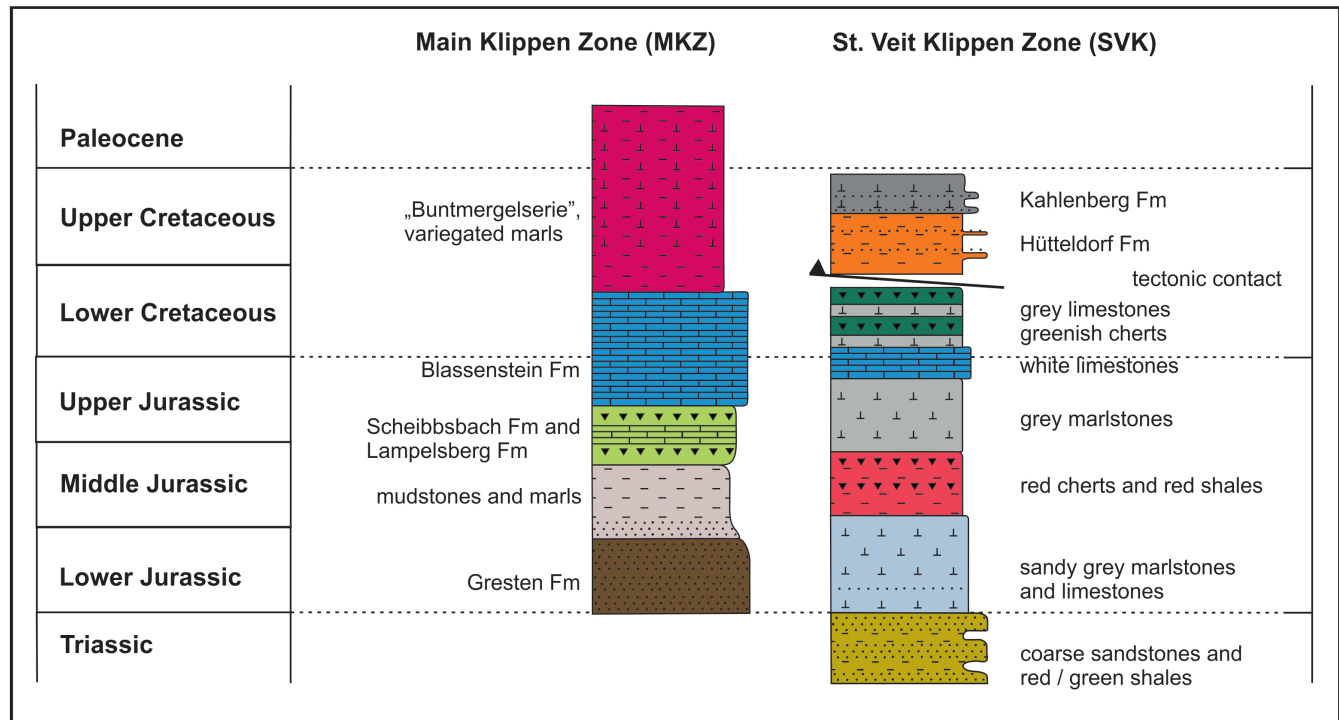 Main Klippen Zone (MKZ)
St. Veit Klippen Zone (SVK)
Paleocene
Upper Cretaceous
Lower Cretaceous
Upper Jurassic
Middle Jurassic
Lower Jurassic
Triassic
„Buntmergelserie”,
variegated marls
Blassenstein Fm
Scheibbsbach Fm and
Lampelsberg Fm
mudstones and marls
Gresten Fm
Kahlenberg Fm
Hütteldorf Fm
tectonic contact
grey limestones
greenish cherts
white limestones
grey marlstones
red cherts and red shales
sandy grey marlstones
and limestones
coarse sandstones and
red / green shales